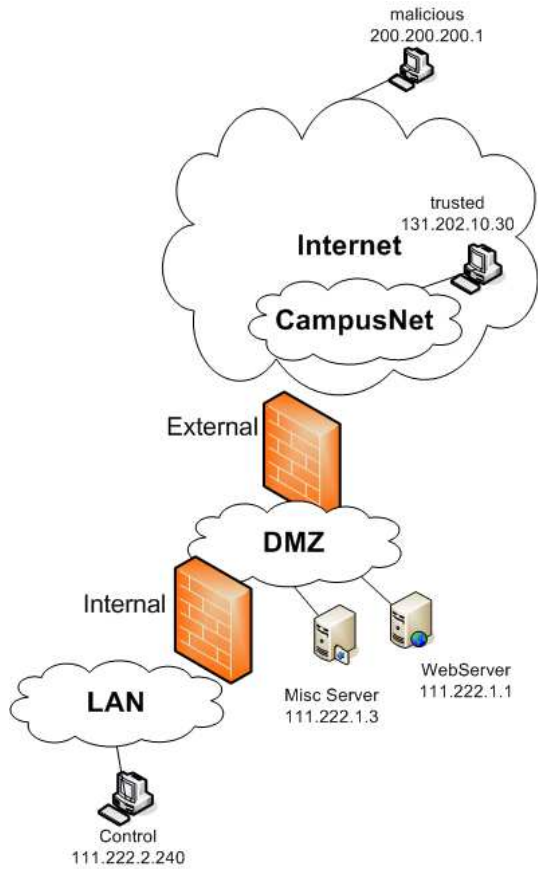 malicious
200.200.200.1
trusted
131.202.10.30
Internet
CampusNet
External
DMZ
Internal
WebServer
111.222.1.1
Misc Server
111.222.1.3
LAN
Control
111.222.2.240